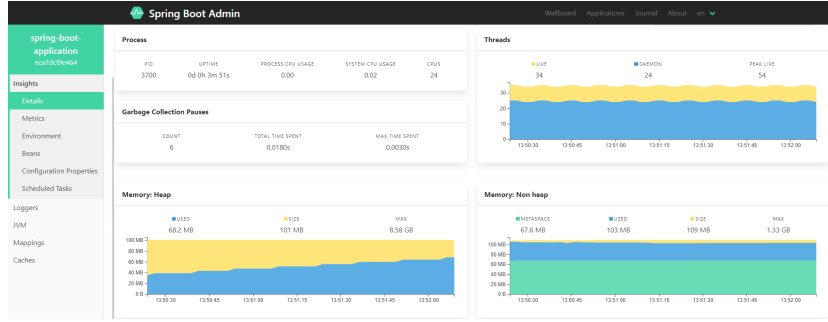 Spring Boot Admin
Wallboard Applications Journal About en
spring-boot-
application
eca7dcf9e464
Insights
Details
Metrics
Environment
Beans
Configuration Properties
Scheduled Tasks
Loggers
JVM
Mappings
Caches
Process
PID UPTIME PROCESS CPU USAGE SYSTEM CPU USAGE CPUS
3700 0d 0h 3m 51s 0.00 0.02 24
Garbage Collection Pauses
COUNT TOTAL TIME SPENT MAX TIME SPENT
6 0.0180s 0.0030s
Threads
LIVE DAEMON PEAK LIVE
34 24 54
30
20
10
0
13:50:30 13:50:45 13:51:00 13:51:15 13:51:30 13:51:45 13:52:00
Memory: Heap
USED SIZE MAX
68.2 MB 101 MB 8.58 GB
100 MB
80 MB
60 MB
40 MB
20 MB
0 B
13:50:30 13:50:45 13:51:00 13:51:15 13:51:30 13:51:45 13:52:00
Memory: Non heap
METASPACE USED SIZE MAX
67.6 MB 103 MB 109 MB 1.33 GB
100 MB
80 MB
60 MB
40 MB
20 MB
0 B
13:50:30 13:50:45 13:51:00 13:51:15 13:51:30 13:51:45 13:52:00